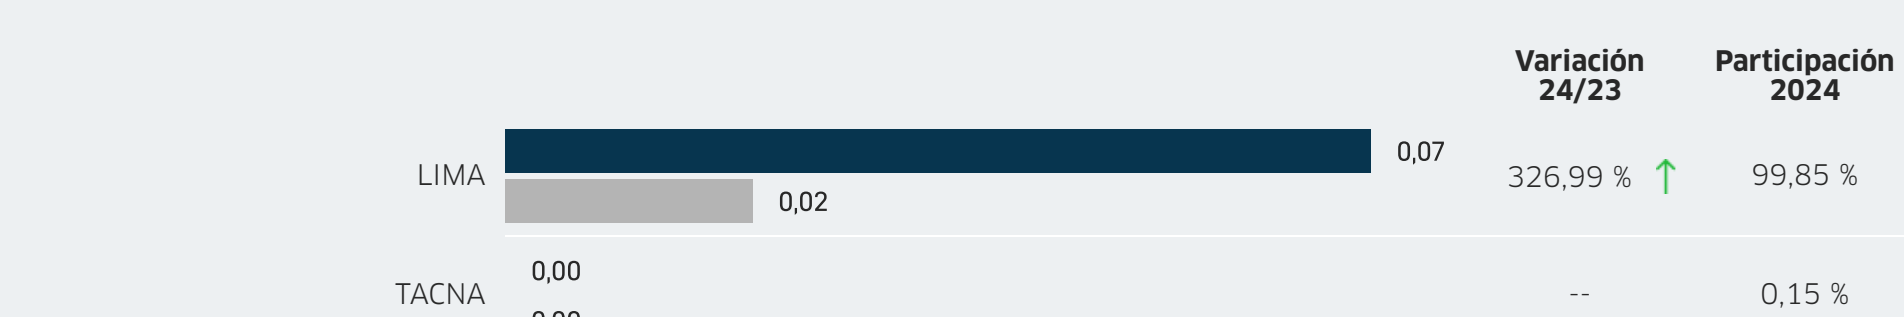 Variación Participación
24/23 2024
0,07
LIMA 326,99 % 99,85 %
0,02
0,00
TACNA -- 0,15 %